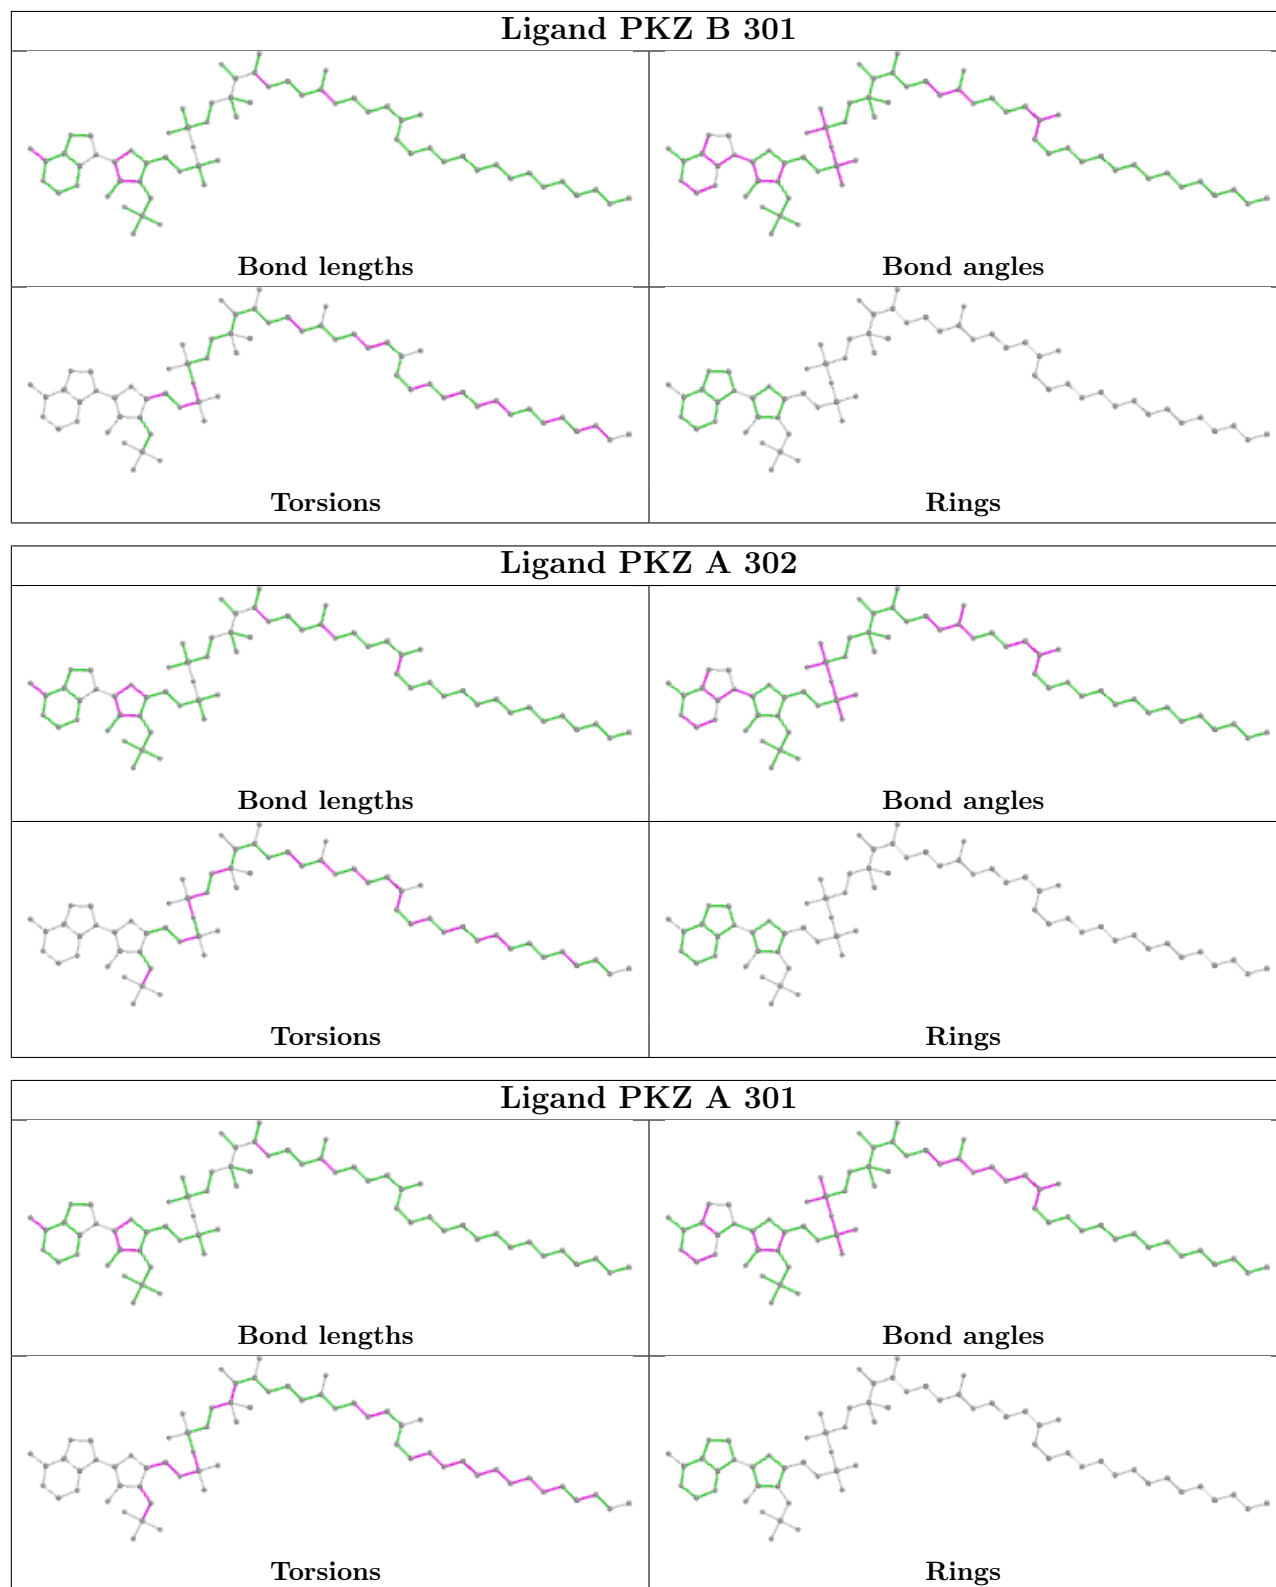 Ligand PKZ B 301
Bond lengths
Bond angles
Torsions
Rings
Ligand PKZ A 302
Bond lengths
Bond angles
Torsions
Rings
Ligand PKZ A 301
Bond lengths
Bond angles
Torsions
Rings